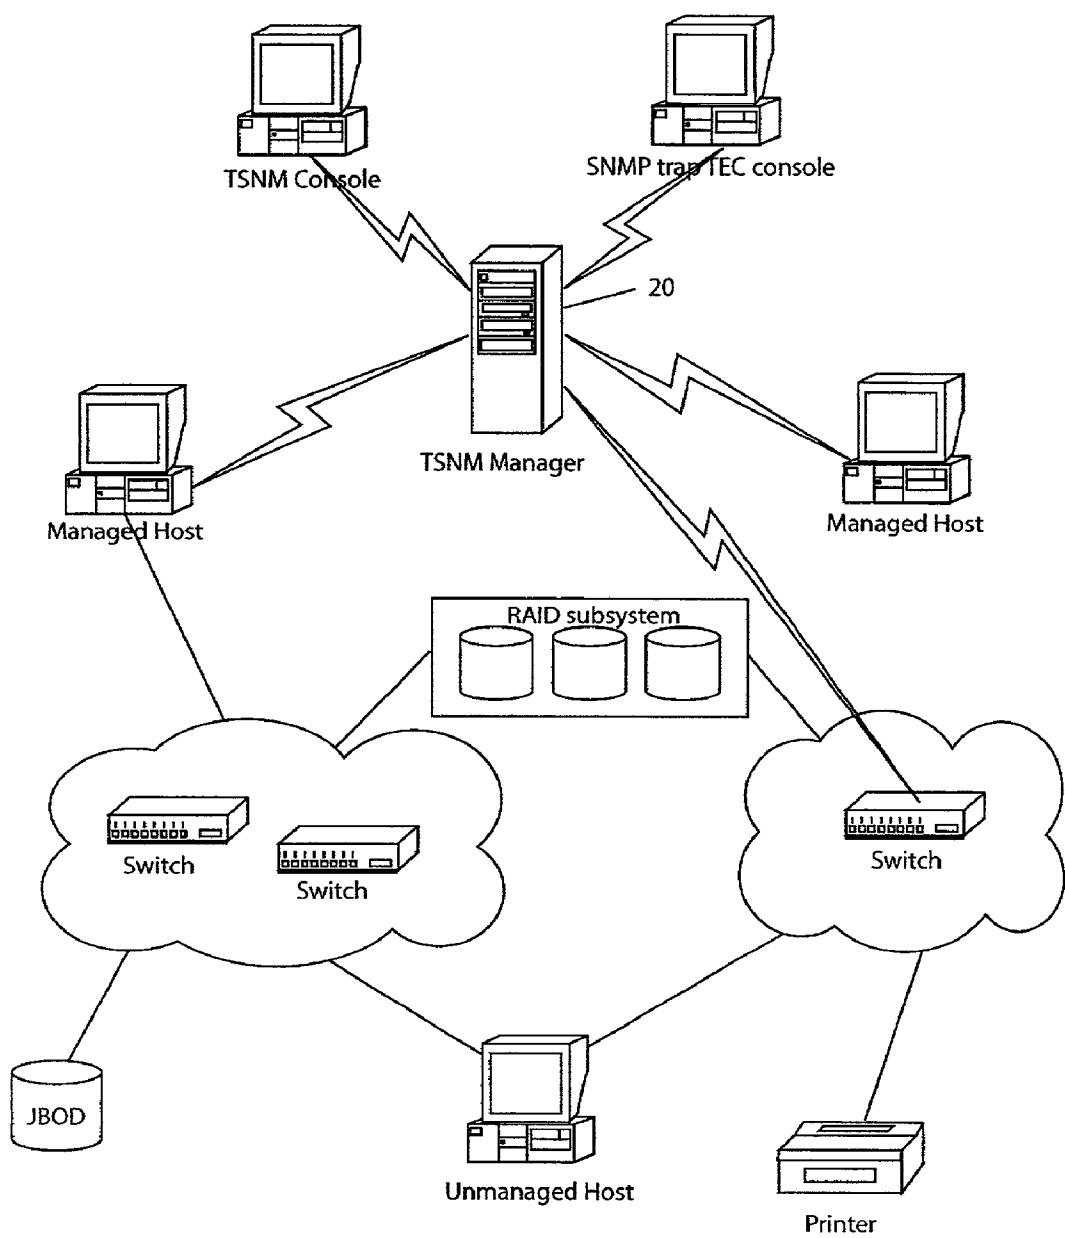 TSNM Console
SNMP trap TEC console
20
TSNM Manager
Managed Host
Managed Host
RAID subsystem
Switch
Switch
Switch
JBOD
Unmanaged Host
Printer